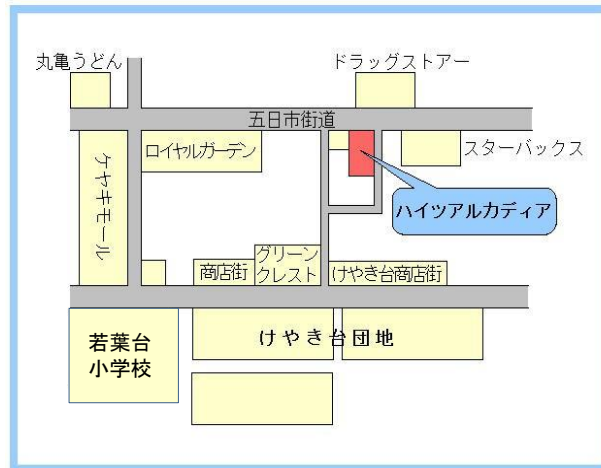 丸亀うどん
ドラッグストアー
五日市街道
ロイヤルガーデン
スターバックス
ケヤキモール
ハイツアルカディア
商店街
グリーン
クレスト
けやき台商店街
若葉台
小学校
けやき台団地